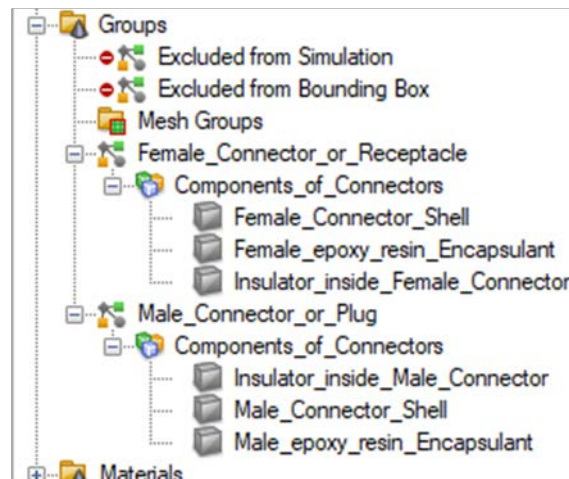 Groups
Excluded from Simulation
Excluded from Bounding Box
Mesh Groups
Female_Connector_or_Receptacle
Components_of_Connectors
Female_Connector_Shell
Female_epoxy_resin_Encapsulant
Insulator_inside_Female_Connector
Male_Connector_or_Plug
Components_of_Connectors
Insulator_inside_Male_Connector
Male_Connector_Shell
Male_epoxy_resin_Encapsulant
Materials